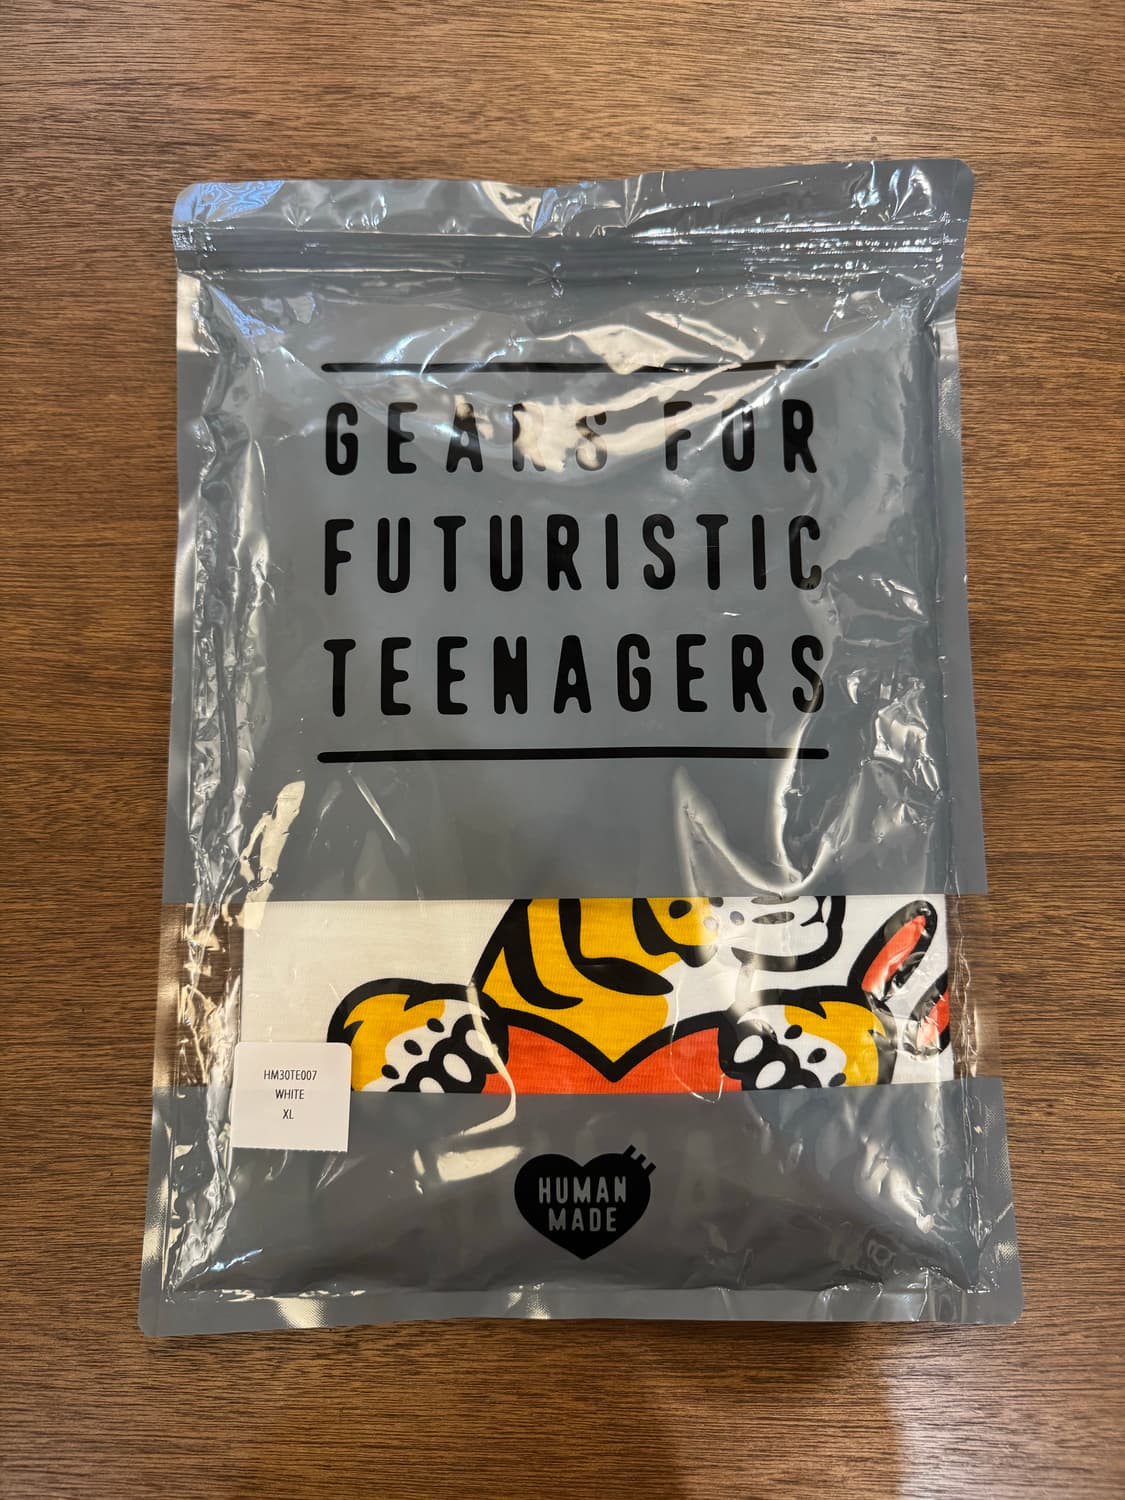 GEARS FOR
FUTURISTIC
TEENAGERS
HM30TE007
WHITE
XL
HUMAN
MADE